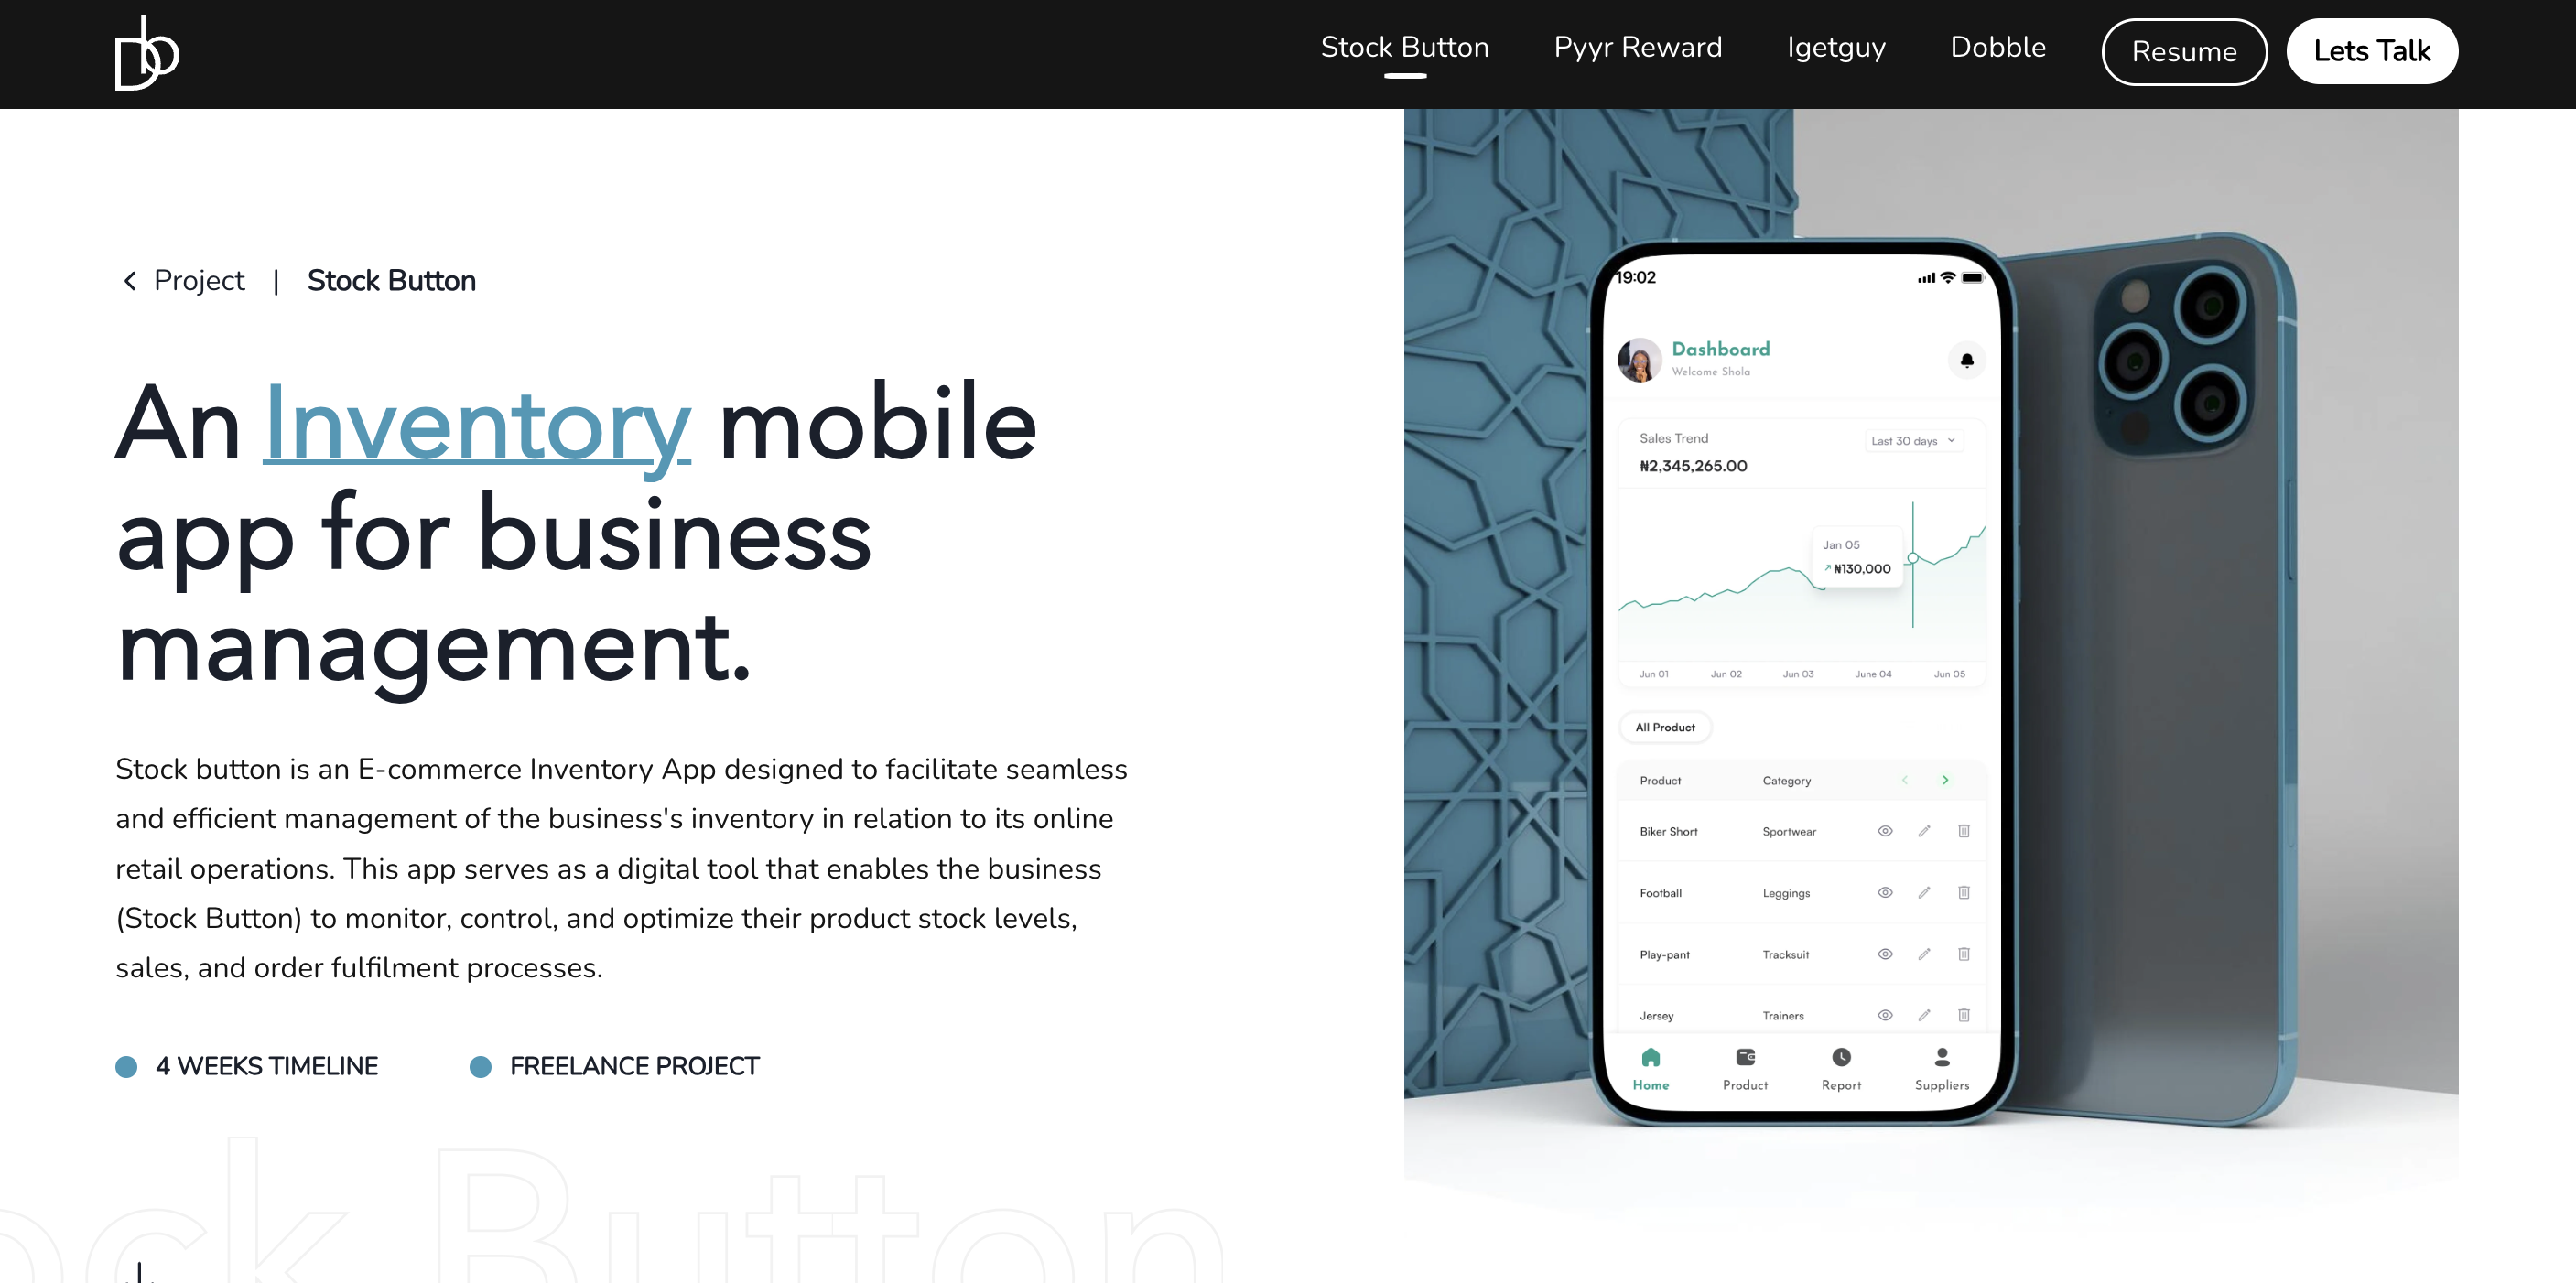 Db
Stock Button
Pyyr Reward
Igetguy
Dobble
Resume
Lets Talk
Project | Stock Button
An Inventory mobile
app for business
management.
Stock button is an E-commerce Inventory App designed to facilitate seamless
and efficient management of the business's inventory in relation to its online
retail operations. This app serves as a digital tool that enables the business
(Stock Button) to monitor, control, and optimize their product stock levels,
sales, and order fulfilment processes.
4 WEEKS TIMELINE
FREELANCE PROJECT
ock Button
19:02
Dashboard
Welcome Shola
Sales Trend
Last 30 days
₦2,345,265.00
Jan 05
₦130,000
Jun 01 Jun 02 Jun 03 June 04 Jun 05
All Product
Product Category
Biker Short Sportwear
Football Leggings
Play-pant Tracksuit
Jersey Trainers
Home Product Report Suppliers